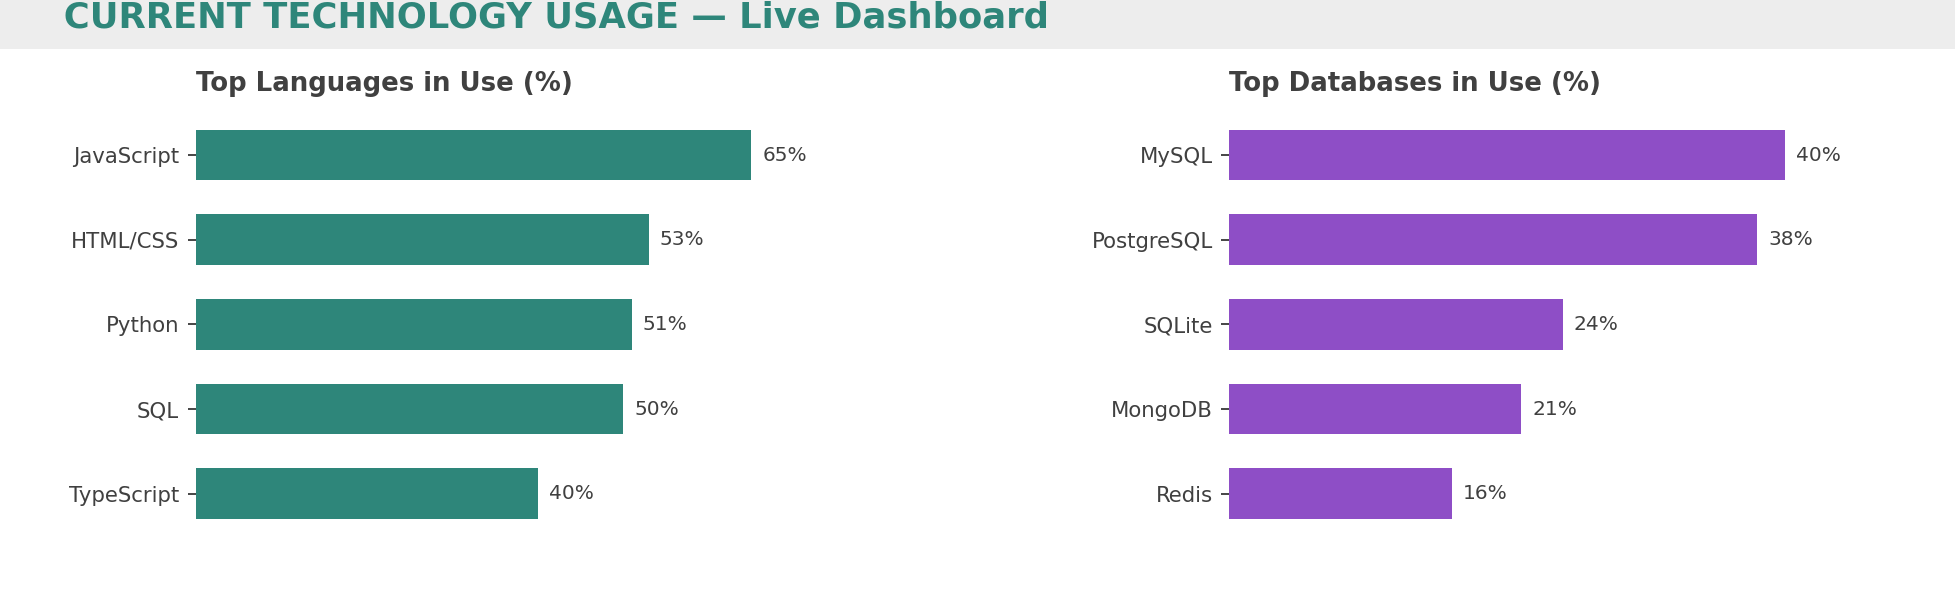 CURRENT TECHNOLOGY USAGE — Live Dashboard
Top Languages in Use (%)
JavaScript 65%
HTML/CSS 53%
Python 51%
SQL 50%
TypeScript 40%
Top Databases in Use (%)
MySQL 40%
PostgreSQL 38%
SQLite 24%
MongoDB 21%
Redis 16%